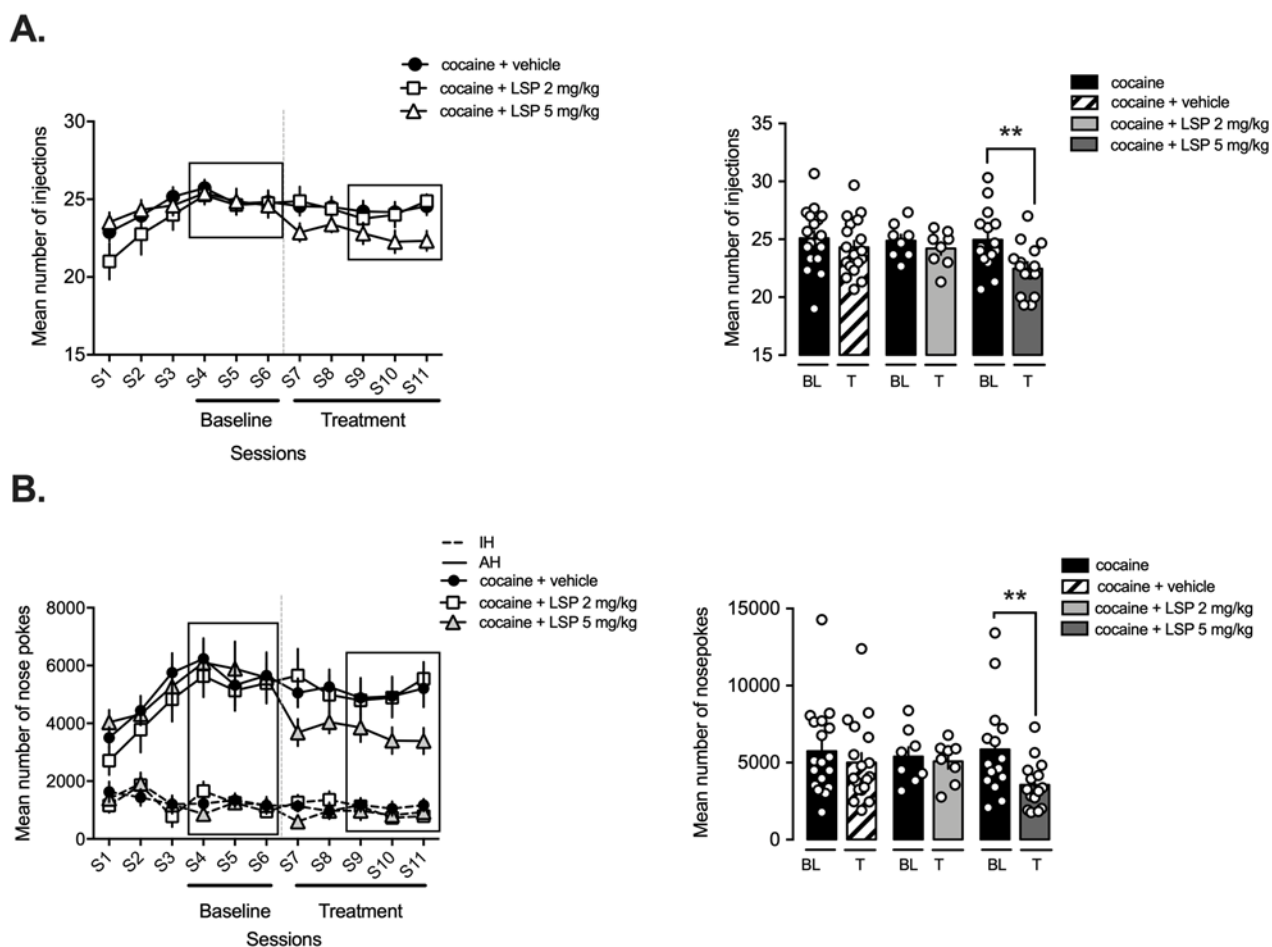 A.
cocaine + vehicle
cocaine + LSP 2 mg/kg
cocaine + LSP 5 mg/kg
Mean number of injections
30
25
20
15
S1 S2 S3 S4 S5 S6 S7 S8 S9 S10 S11
Baseline Treatment
Sessions
cocaine
cocaine + vehicle
cocaine + LSP 2 mg/kg
cocaine + LSP 5 mg/kg
Mean number of injections
35
30
25
20
15
**
BL T BL T BL T
B.
IH
AH
cocaine + vehicle
cocaine + LSP 2 mg/kg
cocaine + LSP 5 mg/kg
Mean number of nose pokes
8000
6000
4000
2000
0
S1 S2 S3 S4 S5 S6 S7 S8 S9 S10 S11
Baseline Treatment
Sessions
cocaine
cocaine + vehicle
cocaine + LSP 2 mg/kg
cocaine + LSP 5 mg/kg
Mean number of nosepokes
15000
10000
5000
0
**
BL T BL T BL T